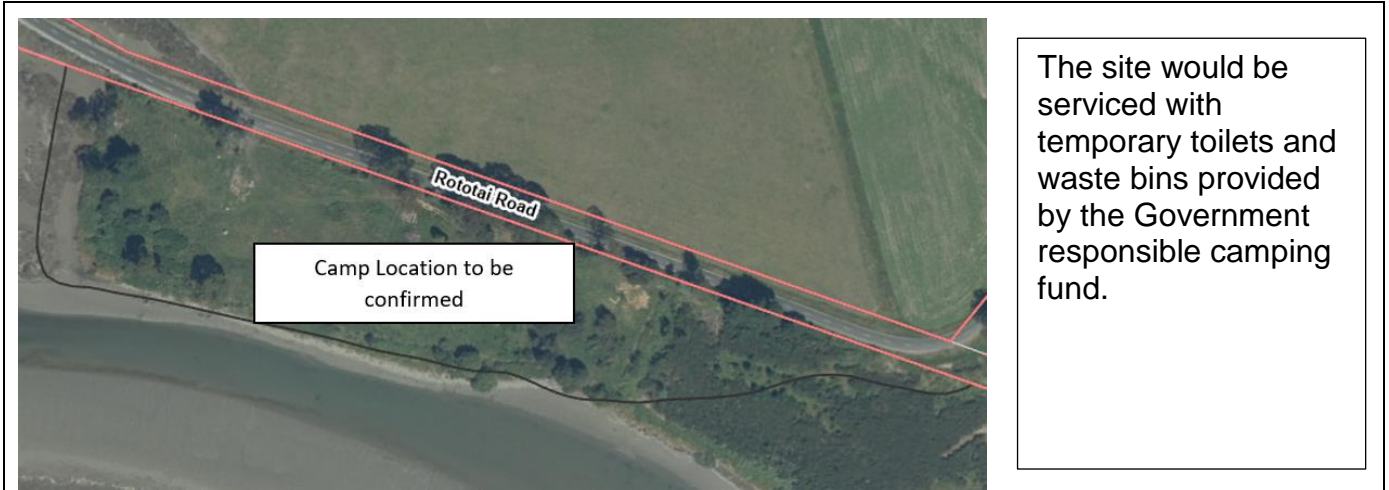 Rototai Road
Camp Location to be
confirmed
The site would be
serviced with
temporary toilets and
waste bins provided
by the Government
responsible camping
fund.